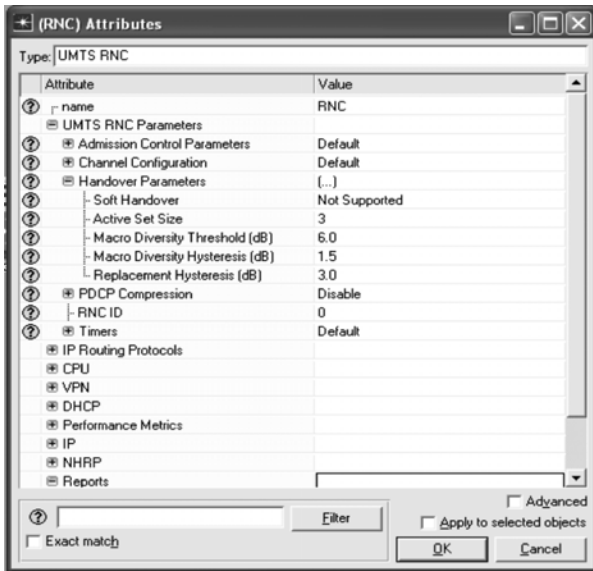 (RNC) Attributes
Type: UMTS RNC
Attribute Value
name RNC
UMTS RNC Parameters
Admission Control Parameters Default
Channel Configuration Default
Handover Parameters (...)
Soft Handover Not Supported
Active Set Size 3
Macro Diversity Threshold (dB) 6.0
Macro Diversity Hysteresis (dB) 1.5
Replacement Hysteresis (dB) 3.0
PDCP Compression Disable
RNC ID 0
Timers Default
IP Routing Protocols
CPU
VPN
DHCP
Performance Metrics
IP
NHRP
Reports
Advanced
Filter Apply to selected objects
Exact match OK Cancel